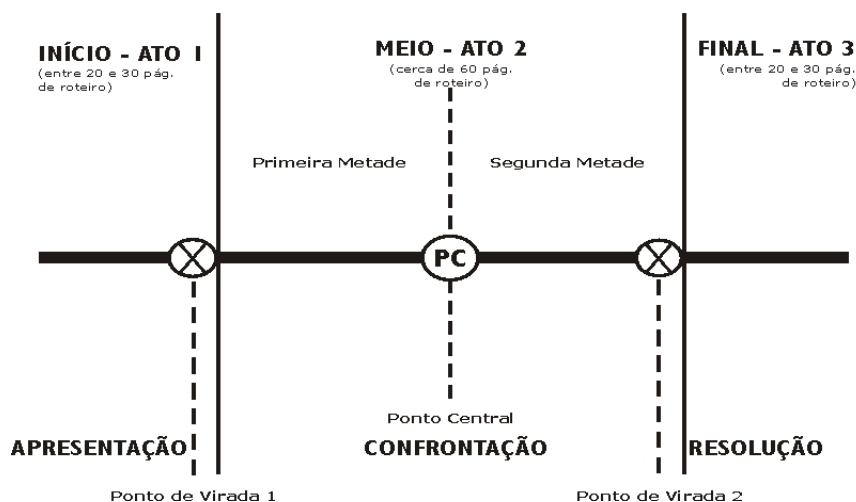 INÍCIO - ATO 1
(entre 20 e 30 pág.
de roteiro)
MEIO - ATO 2
(cerca de 60 pág.
de roteiro)
FINAL - ATO 3
(entre 20 e 30 pág.
de roteiro)
Primeira Metade
Segunda Metade
PC
Ponto Central
APRESENTAÇÃO
CONFRONTAÇÃO
RESOLUÇÃO
Ponto de Virada 1
Ponto de Virada 2